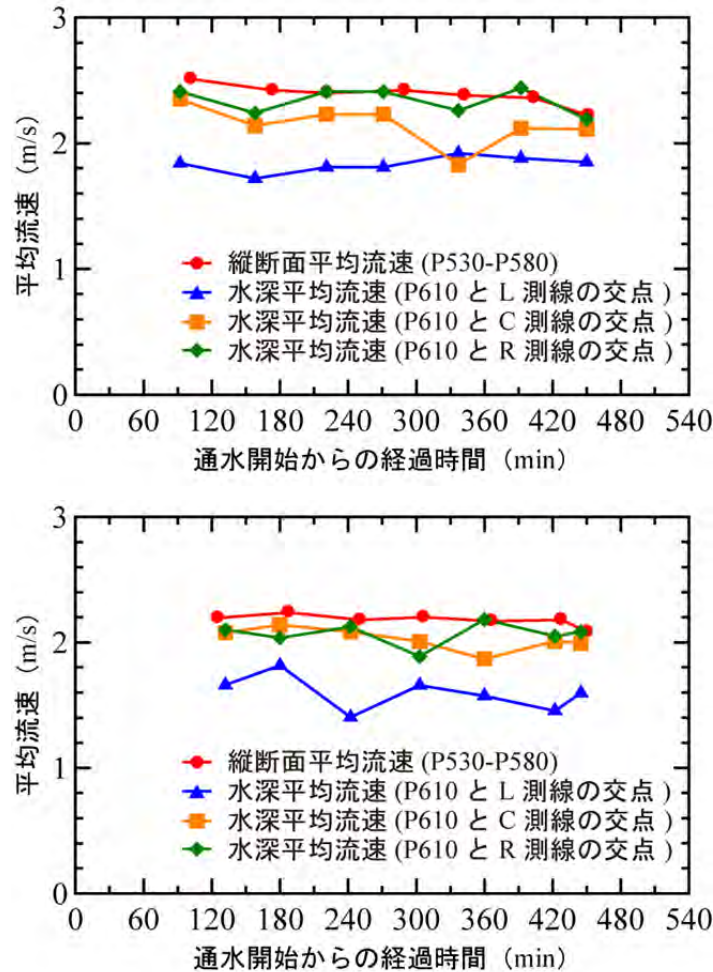 3
2
1
0
平均流速 (m/s)
縦断面平均流速 (P530-P580)
水深平均流速 (P610 と L 測線の交点 )
水深平均流速 (P610 と C 測線の交点 )
水深平均流速 (P610 と R 測線の交点 )
0 60 120 180 240 300 360 420 480 540
通水開始からの経過時間 (min)
3
2
1
0
平均流速 (m/s)
縦断面平均流速 (P530-P580)
水深平均流速 (P610 と L 測線の交点 )
水深平均流速 (P610 と C 測線の交点 )
水深平均流速 (P610 と R 測線の交点 )
0 60 120 180 240 300 360 420 480 540
通水開始からの経過時間 (min)